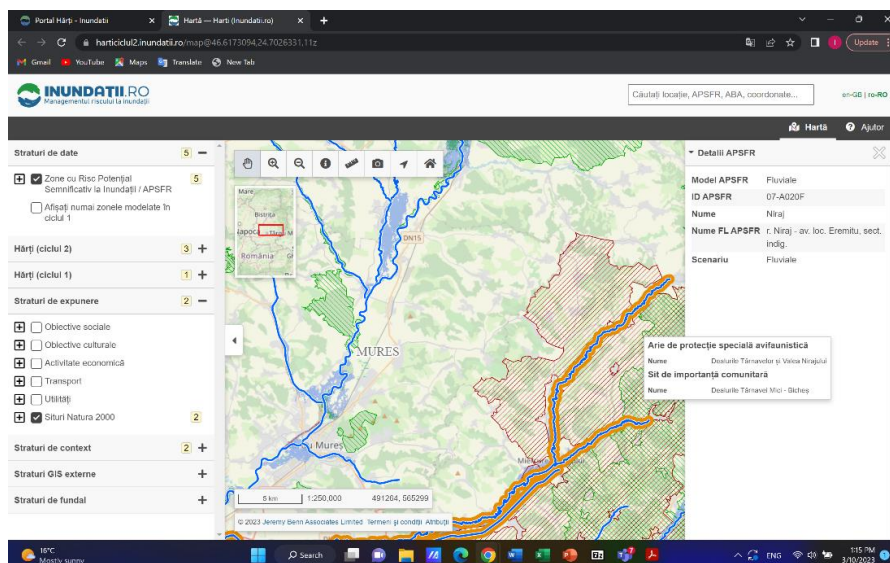 Portal Hărți - Inundatii
Hartă — Harti (Inundatii.ro)
harticiclul2.inundatii.ro/map@46.6173094,24.7026331,11z
Update
Gmail
YouTube
Maps
Translate
New Tab
INUNDATII.RO
Managementul riscului la inundații
Căutați locație, APSFR, ABA, coordonate...
en-GB | ro-RO
Hartă
Ajutor
Straturi de date
5
Zone cu Risc Potențial
Semnificativ la Inundații / APSFR
5
Afișați numai zonele modelate în
ciclul 1
Hărți (ciclul 2)
3
Hărți (ciclul 1)
1
Straturi de expunere
2
Obiective sociale
Obiective culturale
Activitate economică
Transport
Utilități
Situri Natura 2000
2
Straturi de context
2
Straturi GIS externe
Straturi de fundal
Mare
Bistrița
România
DN15
MURES
Mureș
5 km
1:250,000
491264, 565299
© 2023 Jeremy Benn Associates Limited Termeni și condiții Atribuții
Detalii APSFR
Model APSFR Fluviale
ID APSFR 07-A020F
Nume Niraj
Nume FL APSFR r. Niraj - av. loc. Eremitu, sect.
indig.
Scenariu Fluviale
Arie de protecție specială avifaunistică
Nume Dealurile Târnavelor și Valea Nirajului
Sit de importanță comunitară
Nume Dealurile Târnavei Mici - Bicheș
16°C
Mostly sunny
Search
ENG
1:15 PM
3/10/2023